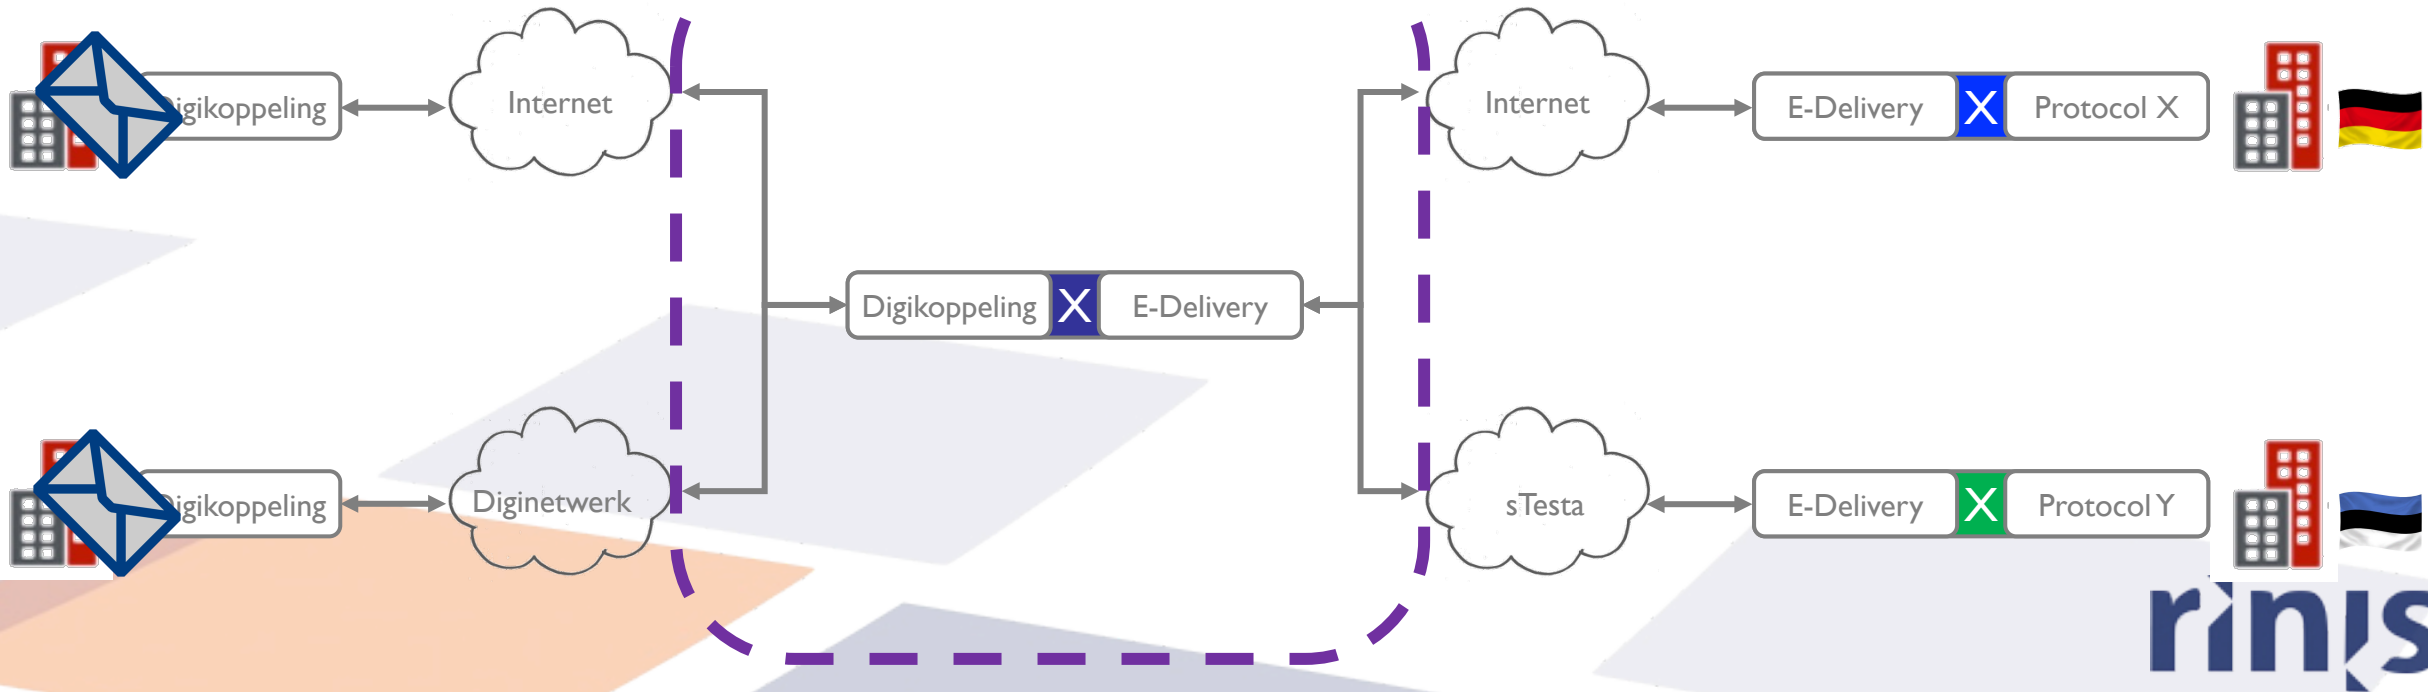 igikoppeling
Internet
Internet
E-Delivery X Protocol X
Digikoppeling X E-Delivery
igikoppeling
Diginetwerk
sTesta
E-Delivery X Protocol Y
rinis